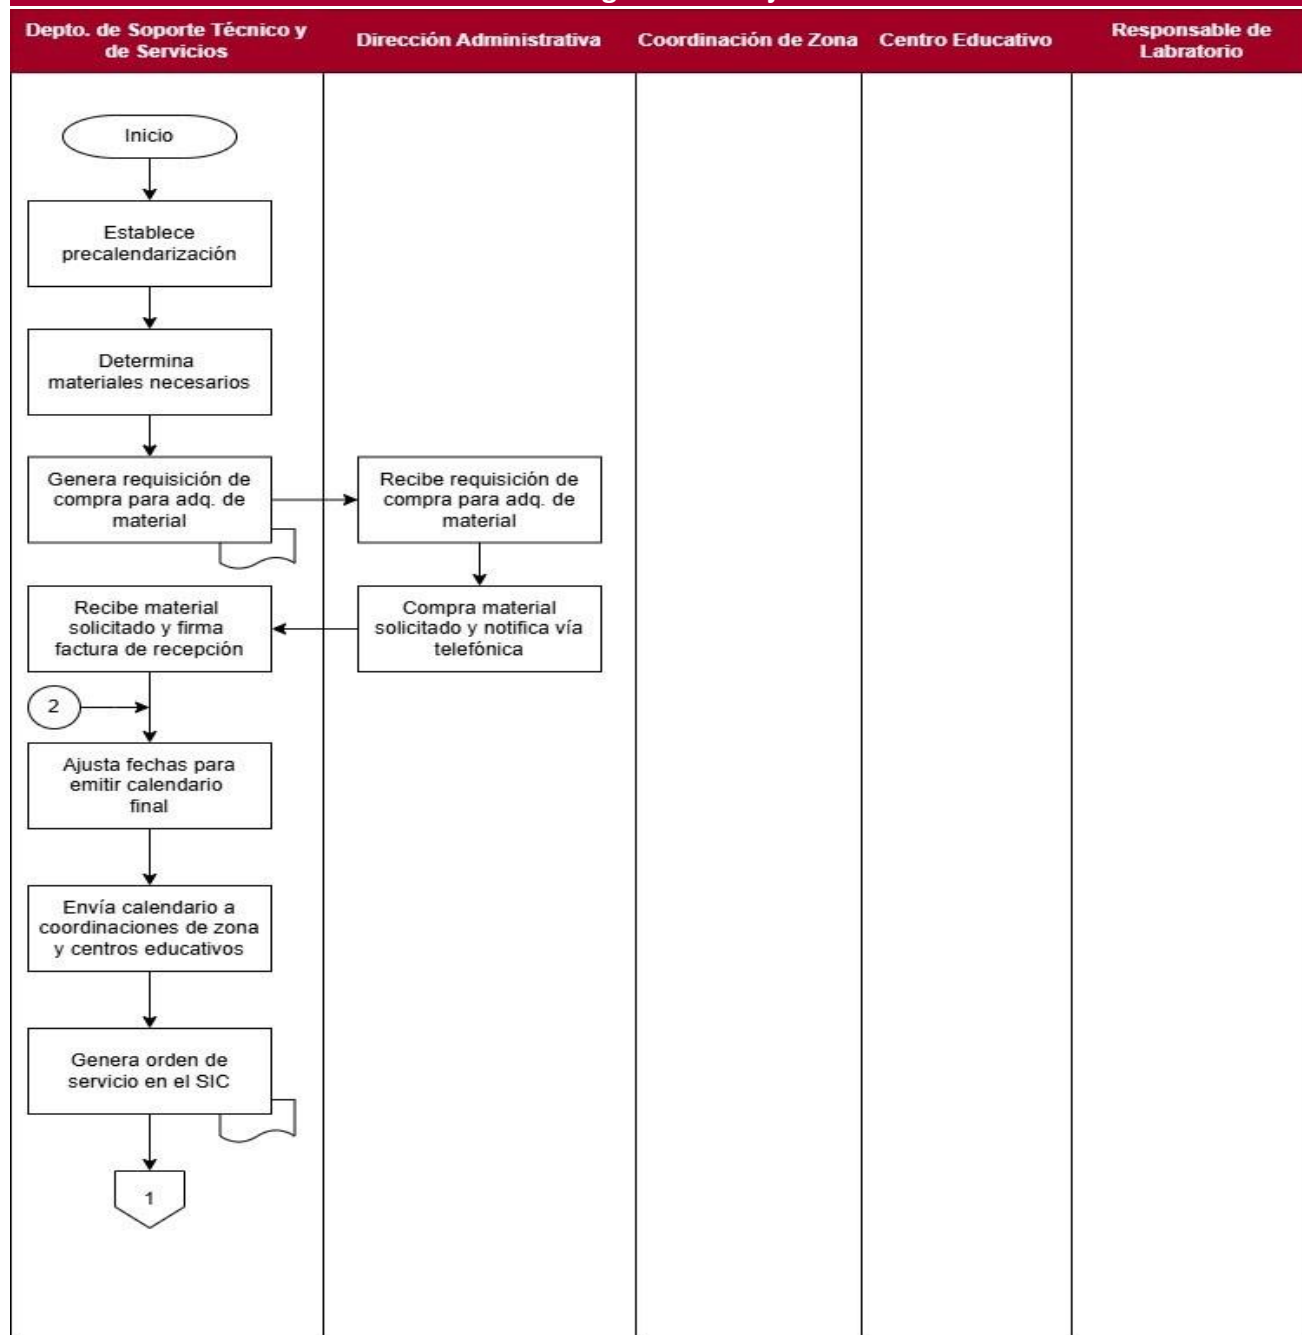 Depto. de Soporte Técnico y
de Servicios
Dirección Administrativa
Coordinación de Zona
Centro Educativo
Responsable de
Labratorio
Inicio
Establece
precalendarización
Determina
materiales necesarios
Genera requisición de
compra para adq. de
material
Recibe requisición de
compra para adq. de
material
Recibe material
solicitado y firma
factura de recepción
Compra material
solicitado y notifica vía
telefónica
2
Ajusta fechas para
emitir calendario
final
Envía calendario a
coordinaciones de zona
y centros educativos
Genera orden de
servicio en el SIC
1